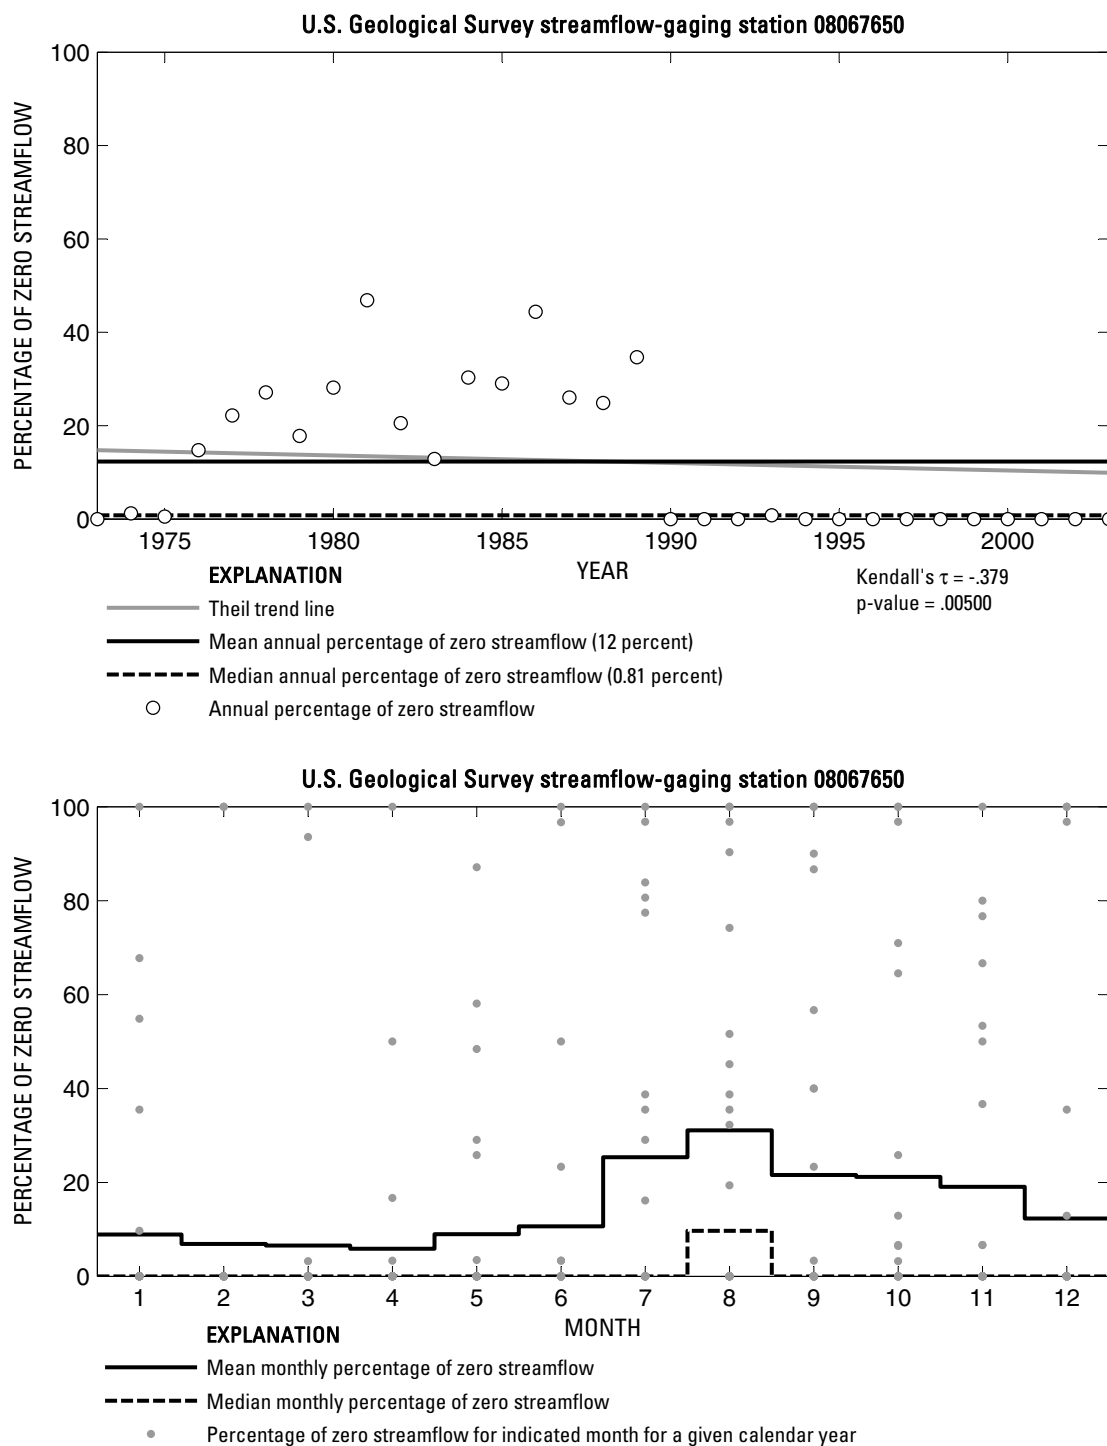 U.S. Geological Survey streamflow-gaging station 08067650
PERCENTAGE OF ZERO STREAMFLOW
100
80
60
40
20
0
1975 1980 1985 1990 1995 2000
YEAR
Kendall's τ = -.379
p-value = .00500
EXPLANATION
Theil trend line
Mean annual percentage of zero streamflow (12 percent)
Median annual percentage of zero streamflow (0.81 percent)
Annual percentage of zero streamflow
U.S. Geological Survey streamflow-gaging station 08067650
PERCENTAGE OF ZERO STREAMFLOW
100
80
60
40
20
0
1 2 3 4 5 6 7 8 9 10 11 12
MONTH
EXPLANATION
Mean monthly percentage of zero streamflow
Median monthly percentage of zero streamflow
Percentage of zero streamflow for indicated month for a given calendar year